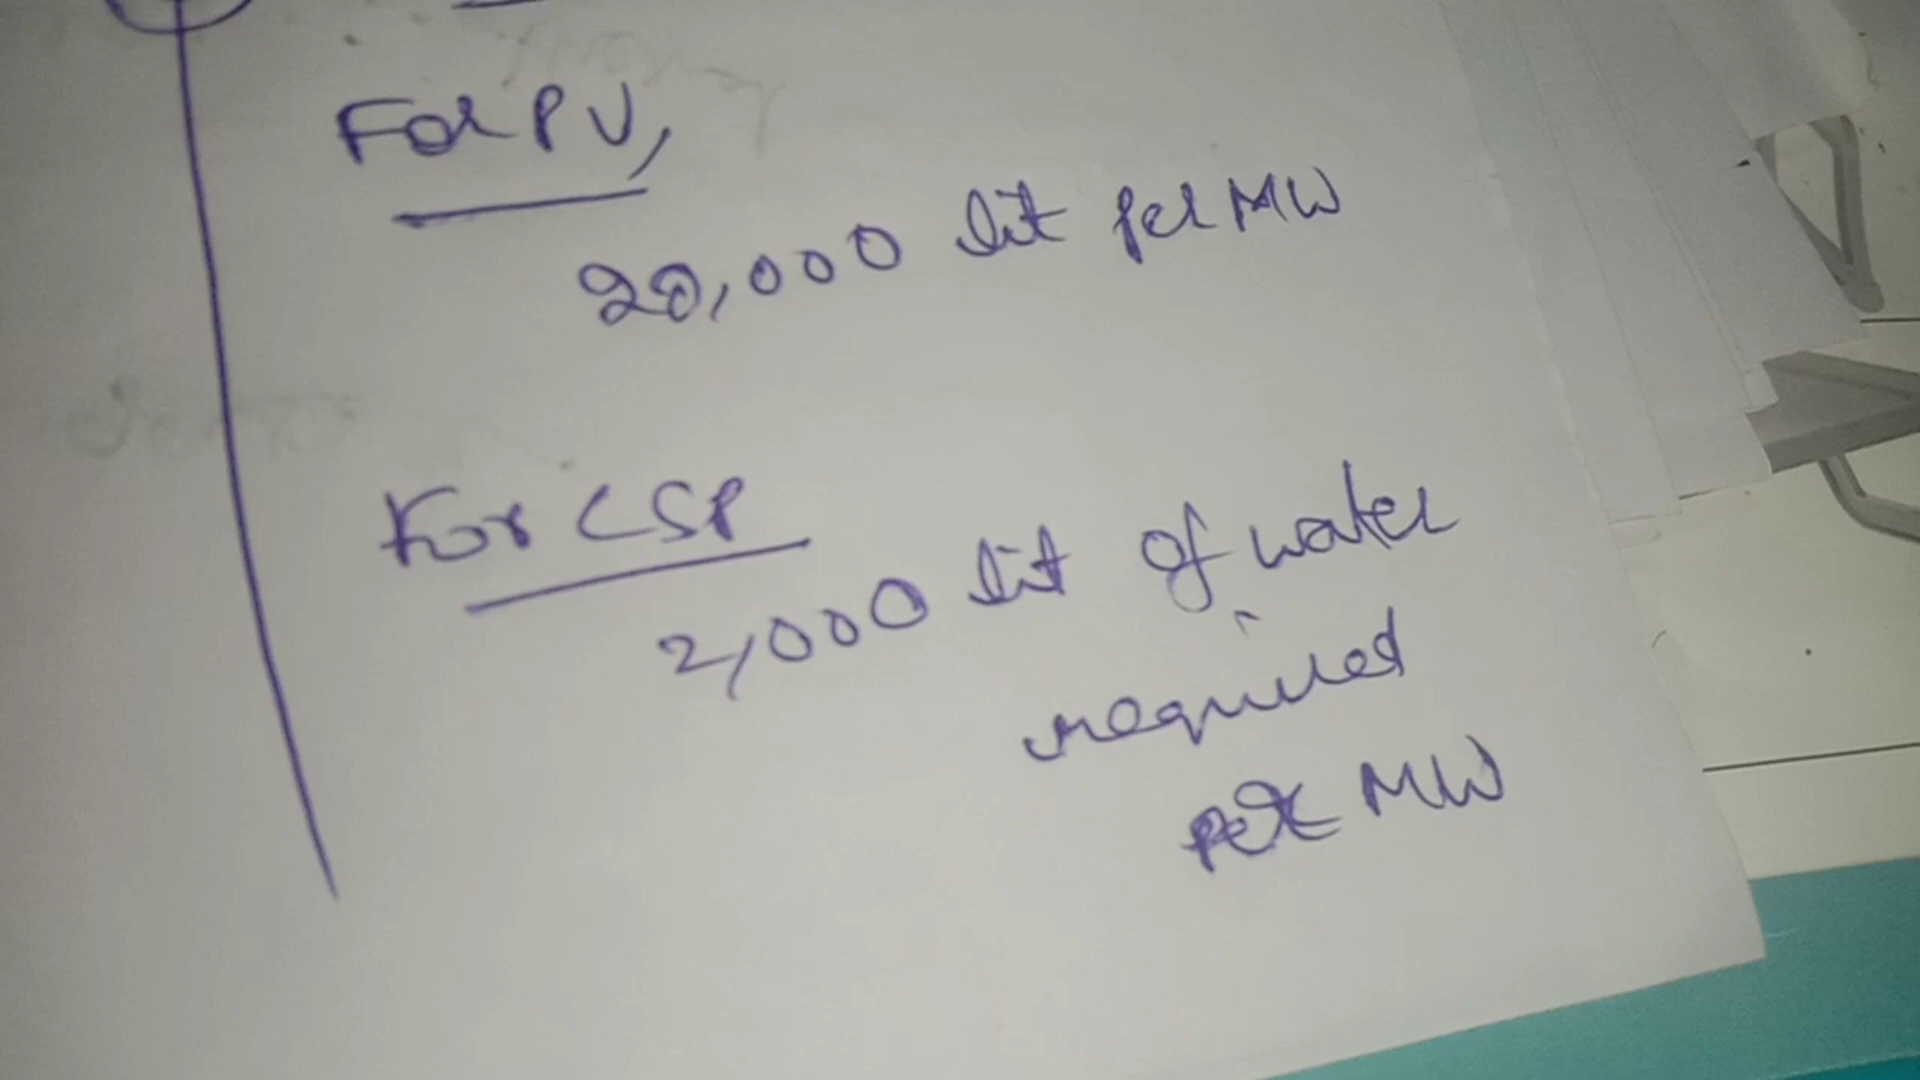 For PV,
20,000 lit per MW
For CSP
2,000 lit of water
required
per MW